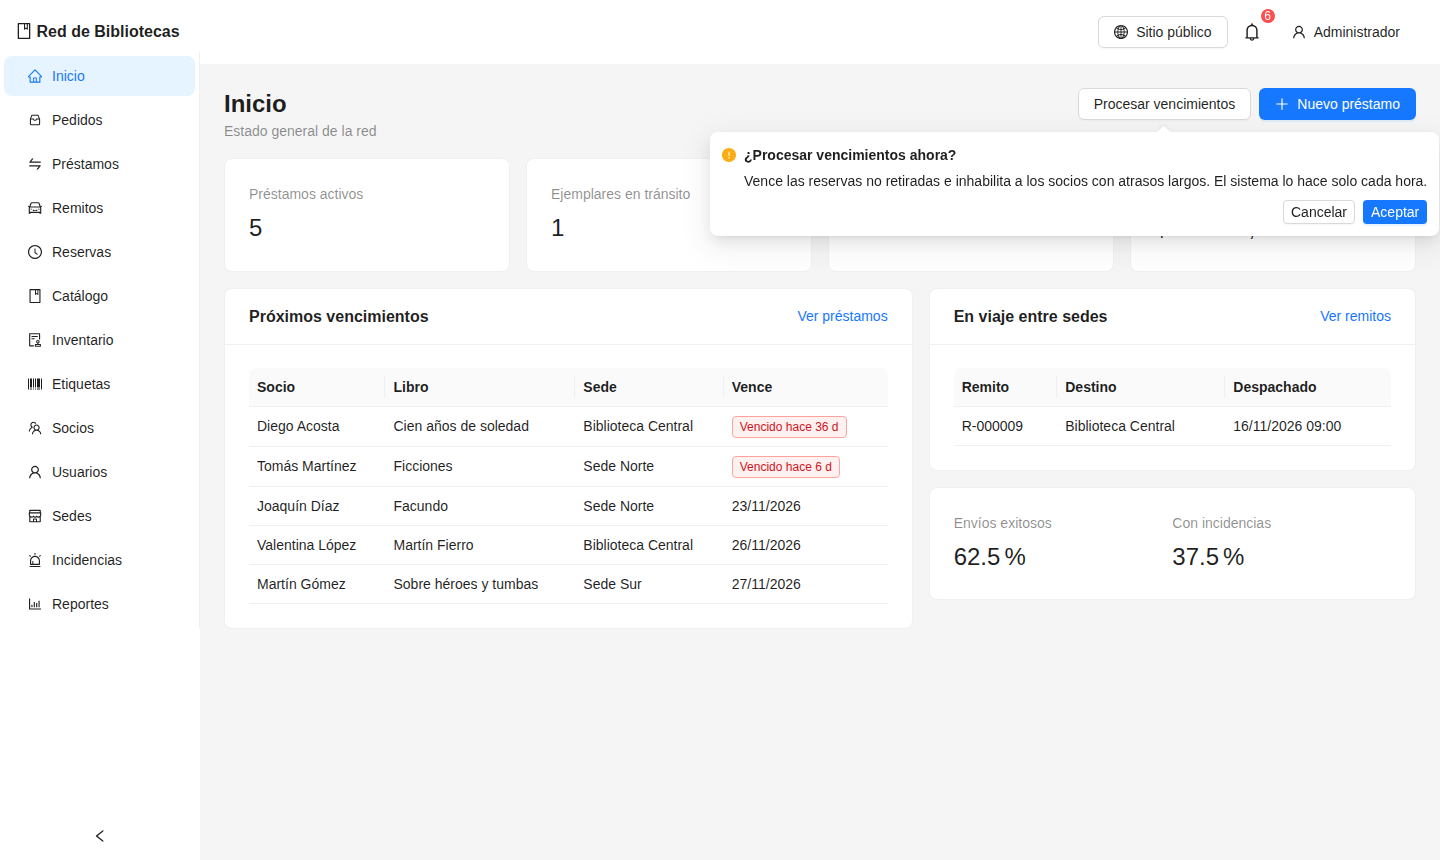 Red de Bibliotecas
Sitio público
6
Administrador
Inicio
Pedidos
Préstamos
Remitos
Reservas
Catálogo
Inventario
Etiquetas
Socios
Usuarios
Sedes
Incidencias
Reportes
Inicio
Estado general de la red
Procesar vencimientos
Nuevo préstamo
¿Procesar vencimientos ahora?
Vence las reservas no retiradas e inhabilita a los socios con atrasos largos. El sistema lo hace solo cada hora.
Cancelar
Aceptar
Préstamos activos
5
Ejemplares en tránsito
1
Próximos vencimientos
Ver préstamos
Socio Libro Sede Vence
Diego Acosta Cien años de soledad Biblioteca Central Vencido hace 36 d
Tomás Martínez Ficciones Sede Norte Vencido hace 6 d
Joaquín Díaz Facundo Sede Norte 23/11/2026
Valentina López Martín Fierro Biblioteca Central 26/11/2026
Martín Gómez Sobre héroes y tumbas Sede Sur 27/11/2026
En viaje entre sedes
Ver remitos
Remito Destino Despachado
R-000009 Biblioteca Central 16/11/2026 09:00
Envíos exitosos
62.5 %
Con incidencias
37.5 %